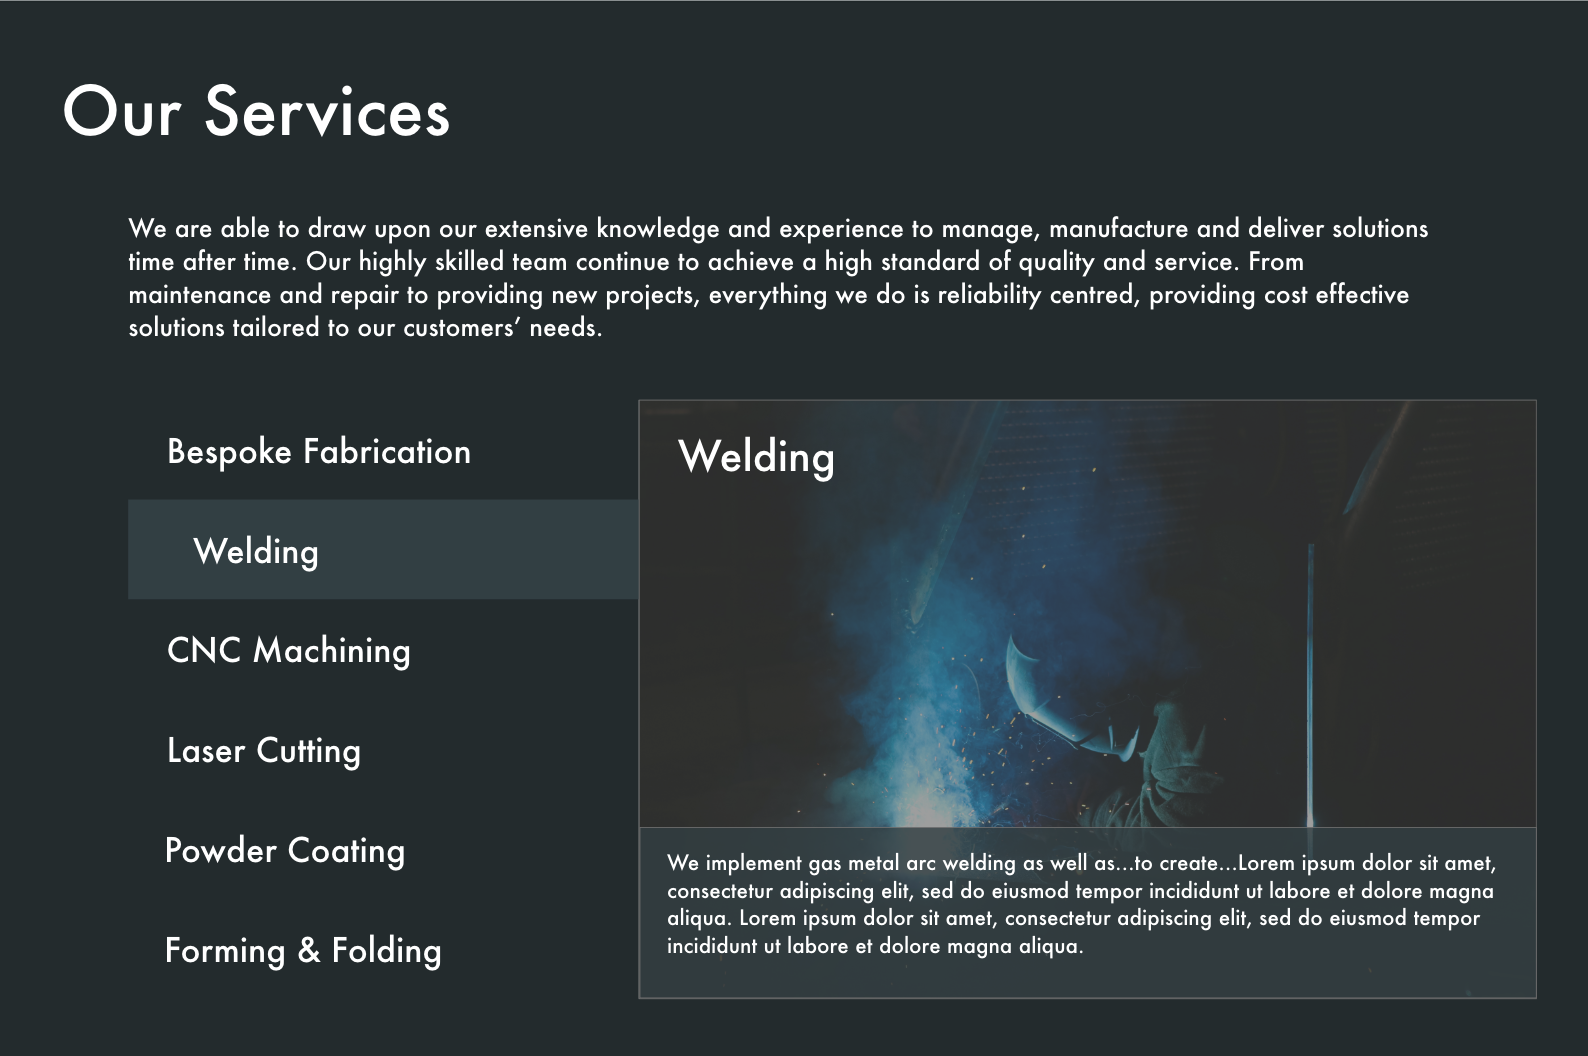 Our Services
We are able to draw upon our extensive knowledge and experience to manage, manufacture and deliver solutions
time after time. Our highly skilled team continue to achieve a high standard of quality and service. From
maintenance and repair to providing new projects, everything we do is reliability centred, providing cost effective
solutions tailored to our customers’ needs.
Bespoke Fabrication
Welding
CNC Machining
Laser Cutting
Powder Coating
Forming & Folding
Welding
We implement gas metal arc welding as well as...to create...Lorem ipsum dolor sit amet,
consectetur adipiscing elit, sed do eiusmod tempor incididunt ut labore et dolore magna
aliqua. Lorem ipsum dolor sit amet, consectetur adipiscing elit, sed do eiusmod tempor
incididunt ut labore et dolore magna aliqua.